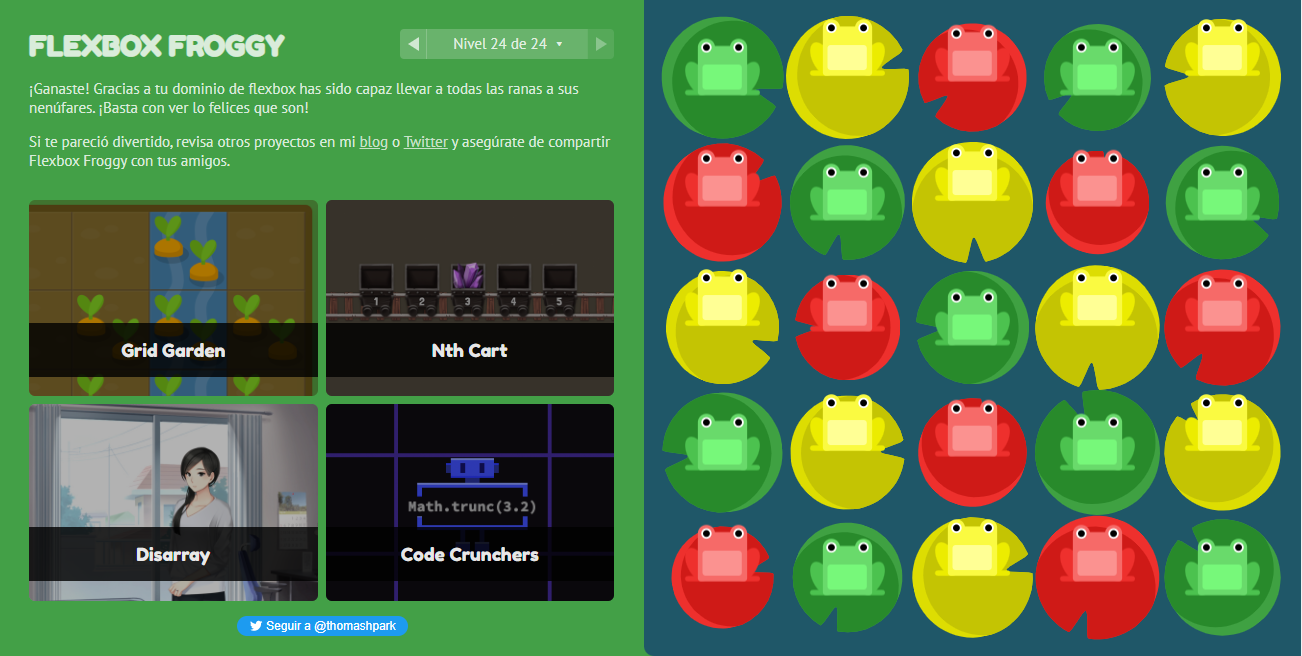 FLEXBOX FROGGY
Nivel 24 de 24
¡Ganaste! Gracias a tu dominio de flexbox has sido capaz llevar a todas las ranas a sus
nenúfares. ¡Basta con ver lo felices que son!
Si te pareció divertido, revisa otros proyectos en mi blog o Twitter y asegúrate de compartir
Flexbox Froggy con tus amigos.
Grid Garden
1 2 3 4 5
Nth Cart
Disarray
Math.trunc(3.2)
Code Crunchers
Seguir a @thomashpark